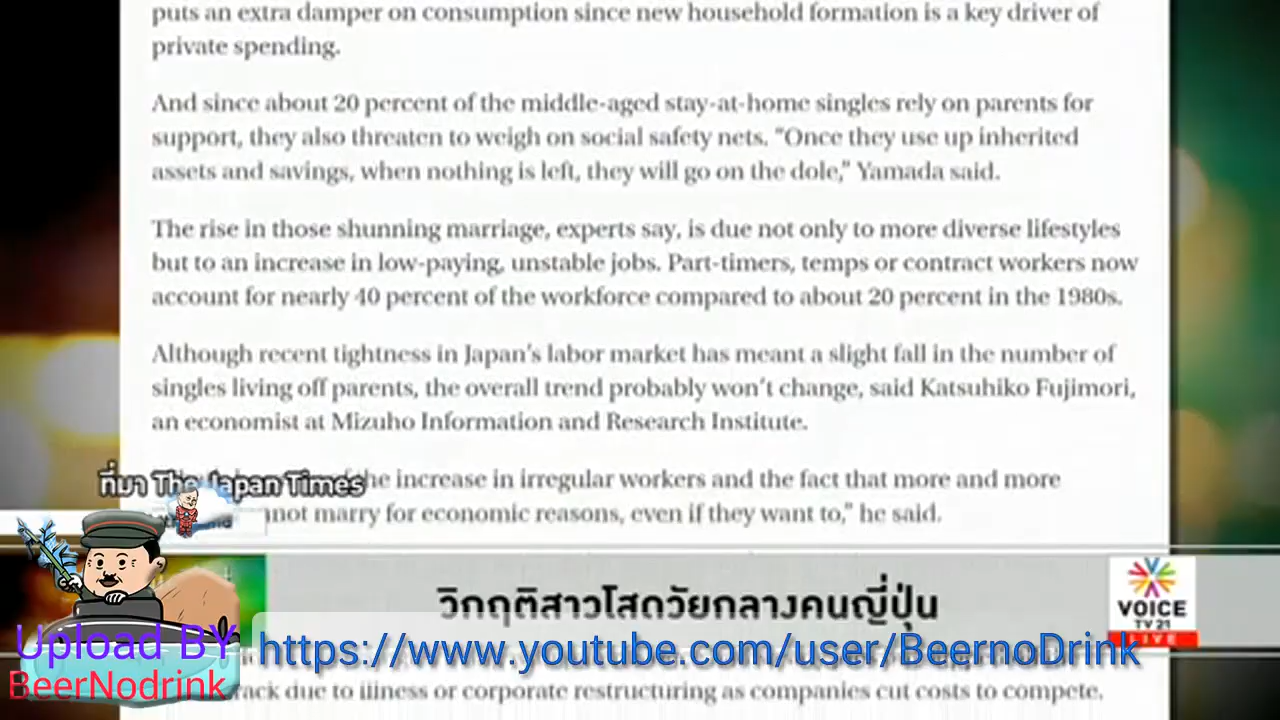 puts an extra damper on consumption since new household formation is a key driver of
private spending.
And since about 20 percent of the middle-aged stay-at-home singles rely on parents for
support, they also threaten to weigh on social safety nets. "Once they use up inherited
assets and savings, when nothing is left, they will go on the dole," Yamada said.
The rise in those shunning marriage, experts say, is due not only to more diverse lifestyles
but to an increase in low-paying, unstable jobs. Part-timers, temps or contract workers now
account for nearly 40 percent of the workforce compared to about 20 percent in the 1980s.
Although recent tightness in Japan's labor market has meant a slight fall in the number of
singles living off parents, the overall trend probably won't change, said Katsuhiko Fujimori,
an economist at Mizuho Information and Research Institute.
the increase in irregular workers and the fact that more and more
ที่มา The Japan Times
marry for economic reasons, even if they want to," he said.
วิกฤติสาวโสดวัยกลางคนญี่ปุ่น
VOICE
TV 21
LIVE
Upload BY
https://www.youtube.com/user/BeernoDrink
BeerNodrink
due to illness or corporate restructuring as companies cut costs to compete.